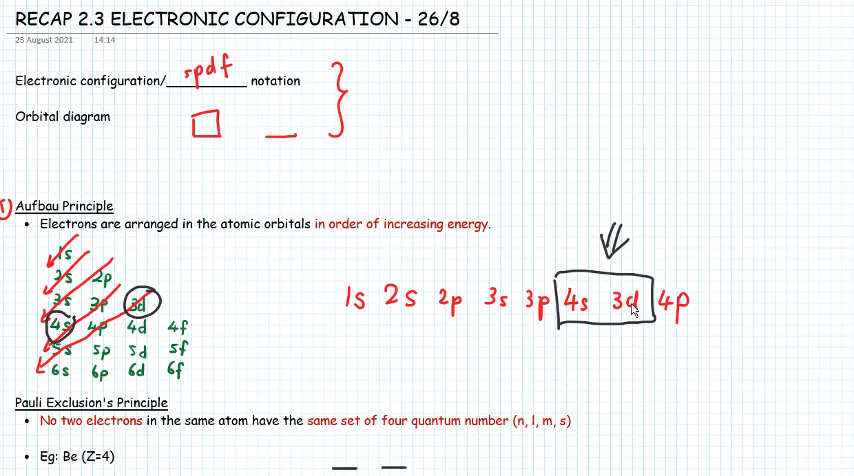 RECAP 2.3 ELECTRONIC CONFIGURATION - 26/8
23 August 2021 14:14
Electronic configuration/ spdf notation
Orbital diagram
1) Aufbau Principle
• Electrons are arranged in the atomic orbitals in order of increasing energy.
1s
2s 2p
3s 3p 3d
4s 4p 4d 4f
5s 5p 5d 5f
6s 6p 6d 6f
1s 2s 2p 3s 3p 4s 3d 4p
Pauli Exclusion's Principle
• No two electrons in the same atom have the same set of four quantum number (n, l, m, s)
• Eg: Be (Z=4)